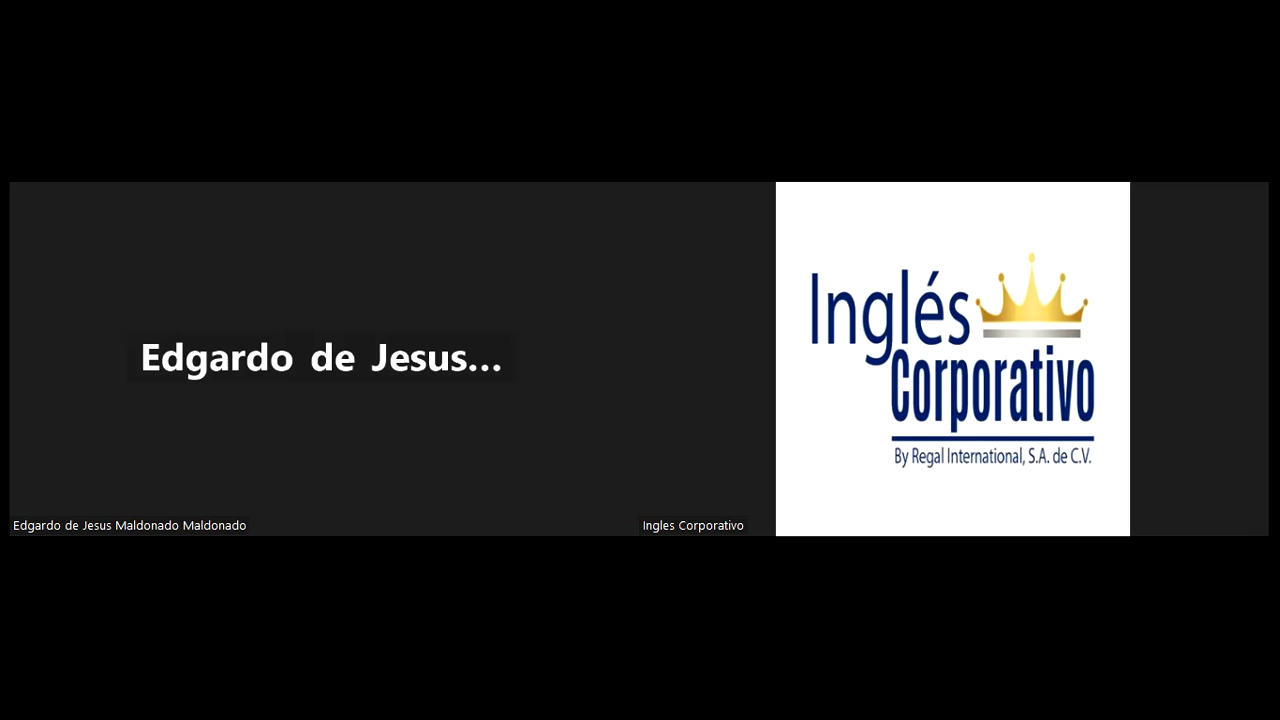 Edgardo de Jesus...
Edgardo de Jesus Maldonado Maldonado
Inglés
Corporativo
By Regal International, S.A. de C.V.
Ingles Corporativo